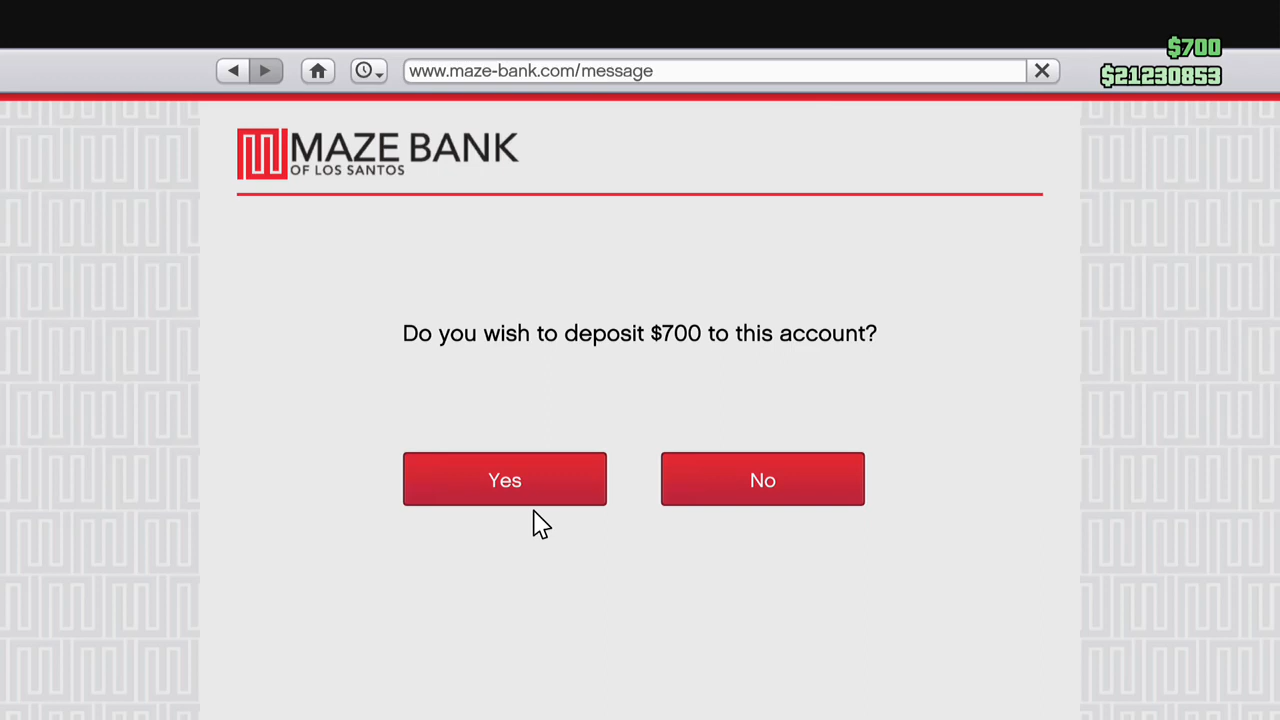 $700
www.maze-bank.com/message
$21230853
MAZE BANK
OF LOS SANTOS
Do you wish to deposit $700 to this account?
Yes
No